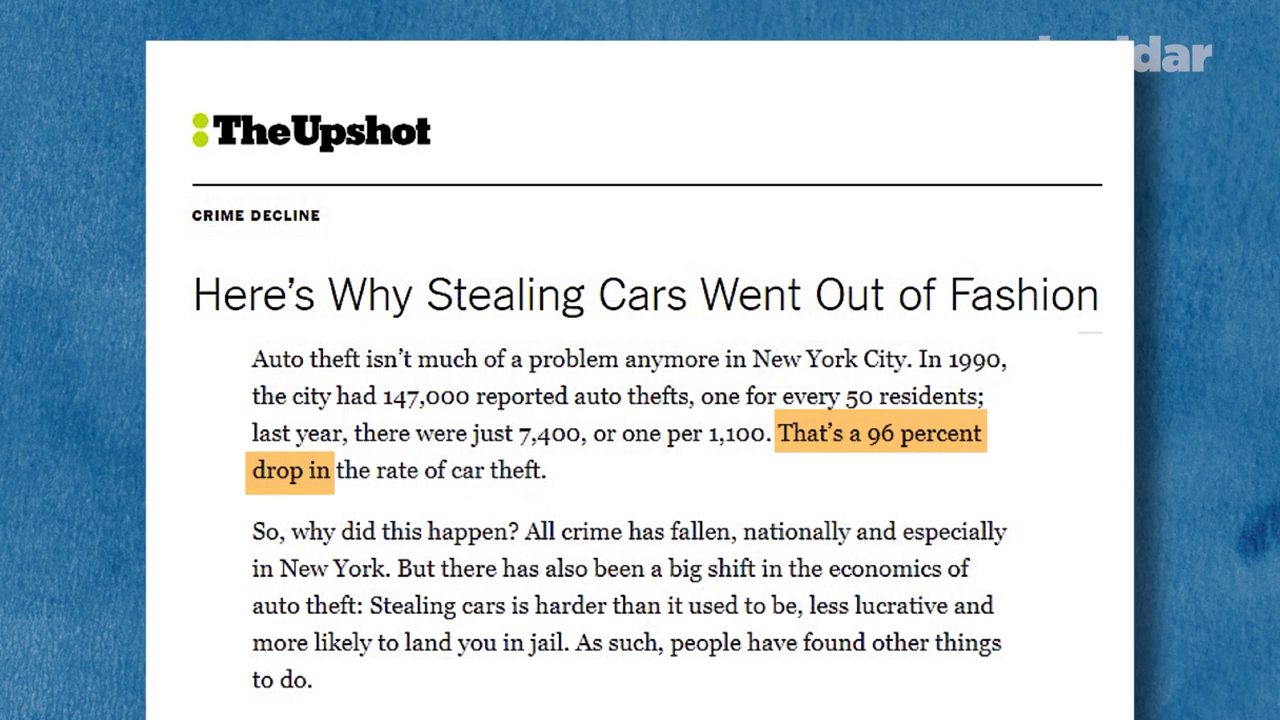 dar
TheUpshot
CRIME DECLINE
Here's Why Stealing Cars Went Out of Fashion
Auto theft isn't much of a problem anymore in New York City. In 1990,
the city had 147,000 reported auto thefts, one for every 50 residents;
last year, there were just 7,400, or one per 1,100. That's a 96 percent
drop in the rate of car theft.
So, why did this happen? All crime has fallen, nationally and especially
in New York. But there has also been a big shift in the economics of
auto theft: Stealing cars is harder than it used to be, less lucrative and
more likely to land you in jail. As such, people have found other things
to do.